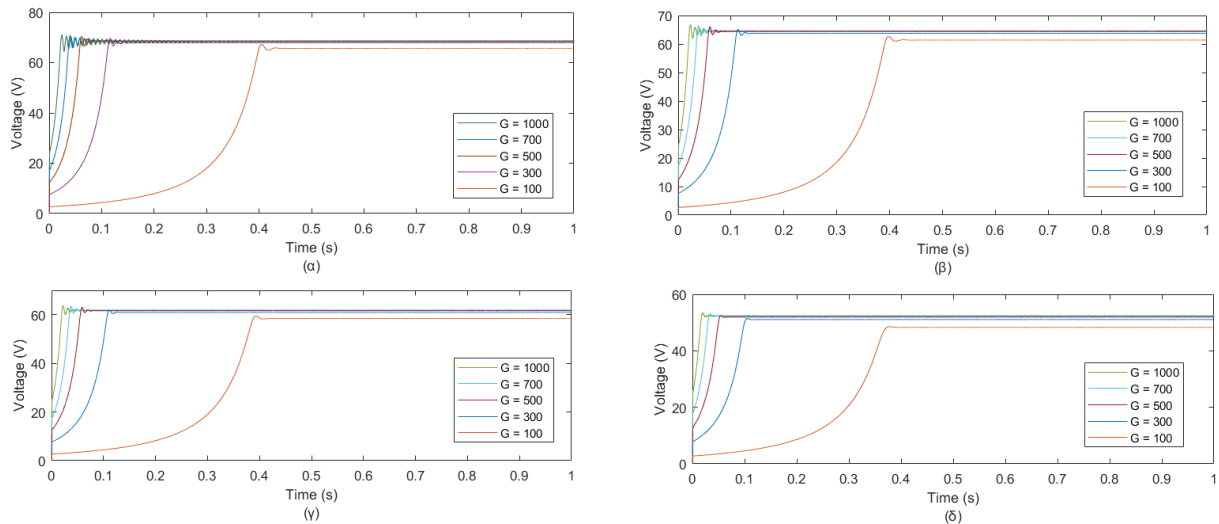 80
60
40
20
0
Voltage (V)
G = 1000
G = 700
G = 500
G = 300
G = 100
0 0.1 0.2 0.3 0.4 0.5 0.6 0.7 0.8 0.9 1
Time (s)
(α)
70
60
50
40
30
20
10
0
Voltage (V)
G = 1000
G = 700
G = 500
G = 300
G = 100
0 0.1 0.2 0.3 0.4 0.5 0.6 0.7 0.8 0.9 1
Time (s)
(β)
60
40
20
0
Voltage (V)
G = 1000
G = 700
G = 500
G = 300
G = 100
0 0.1 0.2 0.3 0.4 0.5 0.6 0.7 0.8 0.9 1
Time (s)
(γ)
60
40
20
0
Voltage (V)
G = 1000
G = 700
G = 500
G = 300
G = 100
0 0.1 0.2 0.3 0.4 0.5 0.6 0.7 0.8 0.9 1
Time (s)
(δ)